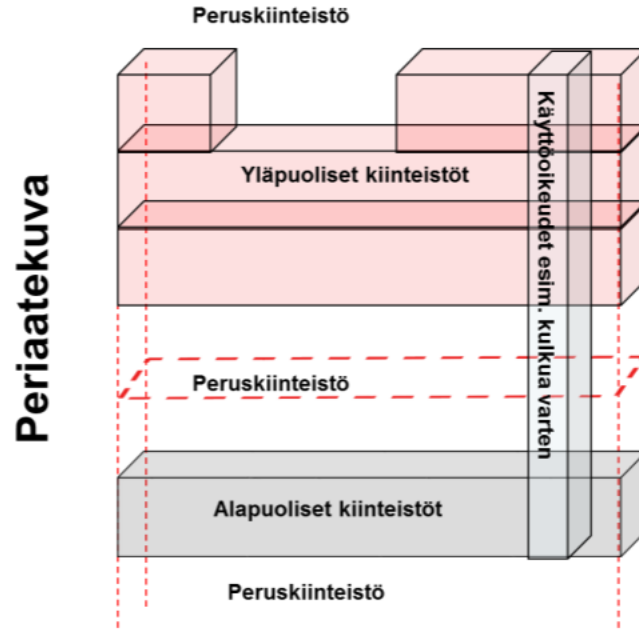 Peruskiinteistö
Periaatekuva
Yläpuoliset kiinteistöt
Käyttöoikeudet esim. kulkua varten
Peruskiinteistö
Alapuoliset kiinteistöt
Peruskiinteistö